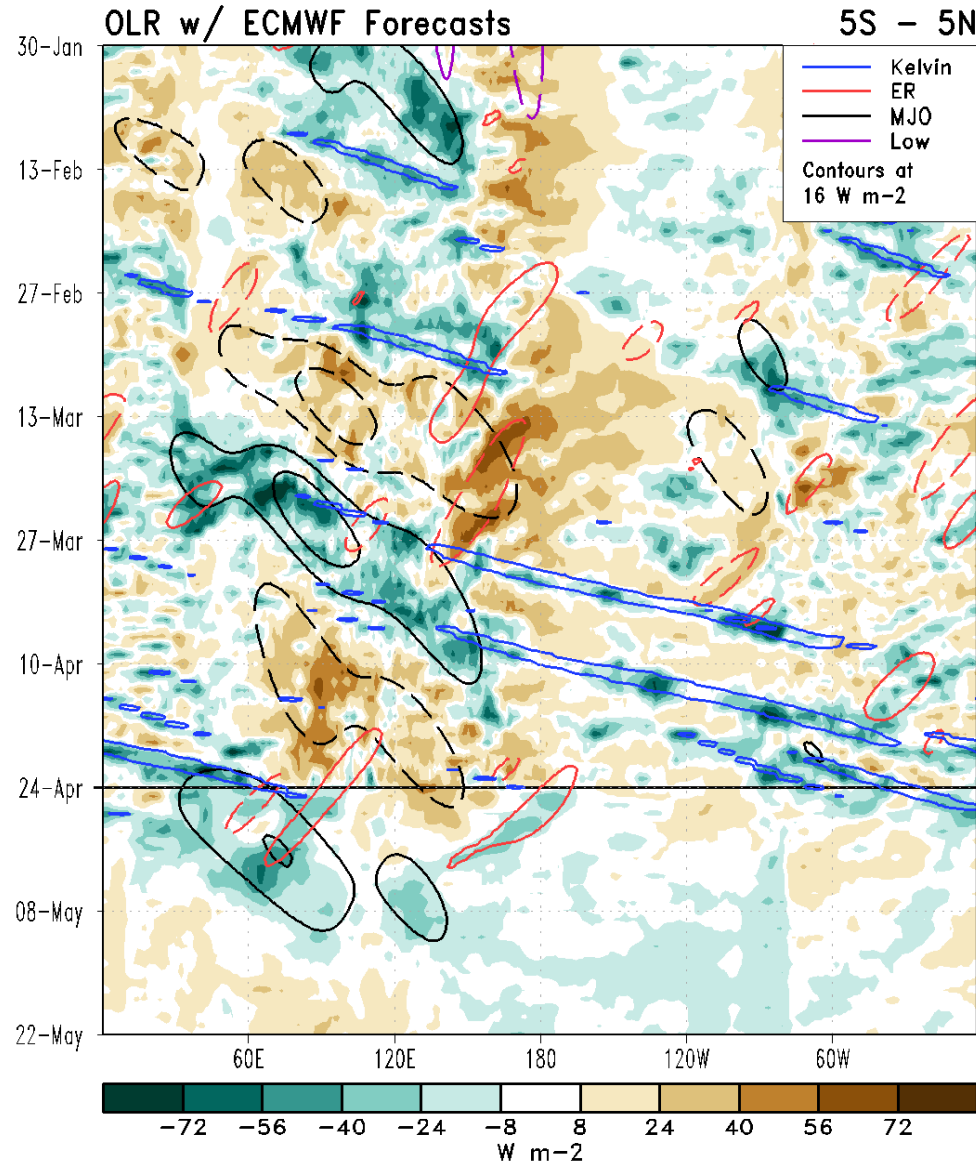 OLR w/ ECMWF Forecasts 5S - 5N
30-Jan
13-Feb
27-Feb
13-Mar
27-Mar
10-Apr
24-Apr
08-May
22-May
Kelvin
ER
MJO
Low
Contours at
16 W m-2
60E 120E 180 120W 60W
-72 -56 -40 -24 -8 8 24 40 56 72
W m-2